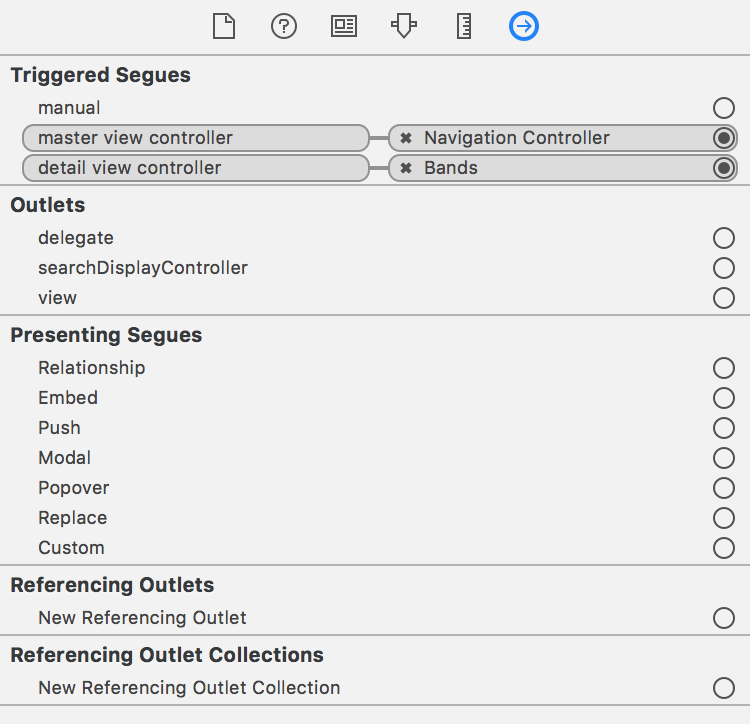 Triggered Segues
manual
master view controller ✖ Navigation Controller
detail view controller ✖ Bands
Outlets
delegate
searchDisplayController
view
Presenting Segues
Relationship
Embed
Push
Modal
Popover
Replace
Custom
Referencing Outlets
New Referencing Outlet
Referencing Outlet Collections
New Referencing Outlet Collection